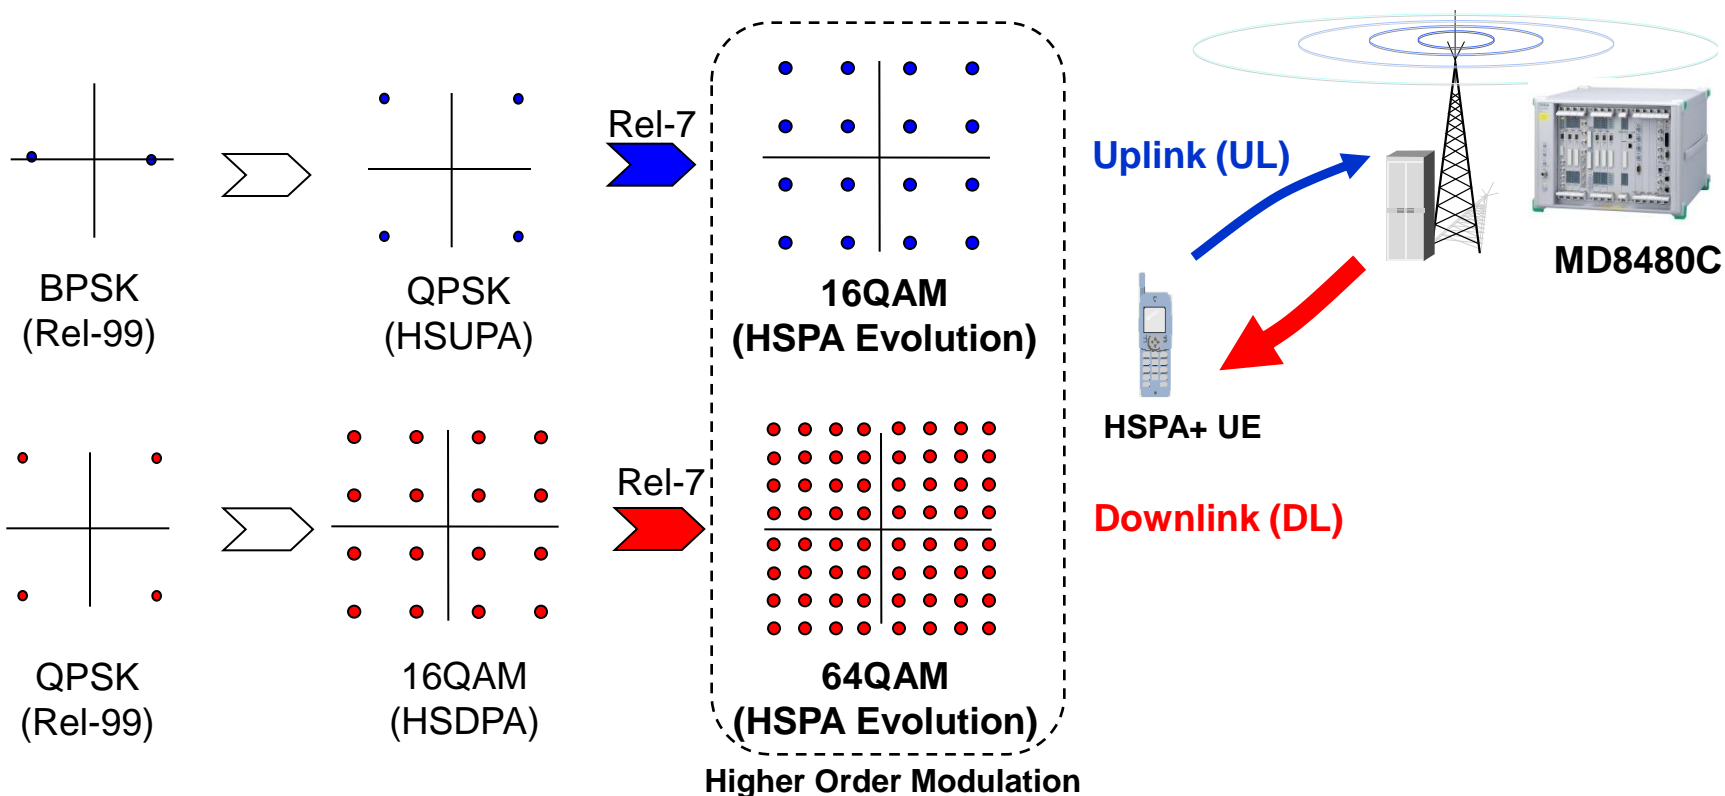 Rel-7
BPSK
(Rel-99)
QPSK
(HSUPA)
16QAM
(HSPA Evolution)
Uplink (UL)
MD8480C
HSPA+ UE
Rel-7
Downlink (DL)
QPSK
(Rel-99)
16QAM
(HSDPA)
64QAM
(HSPA Evolution)
Higher Order Modulation